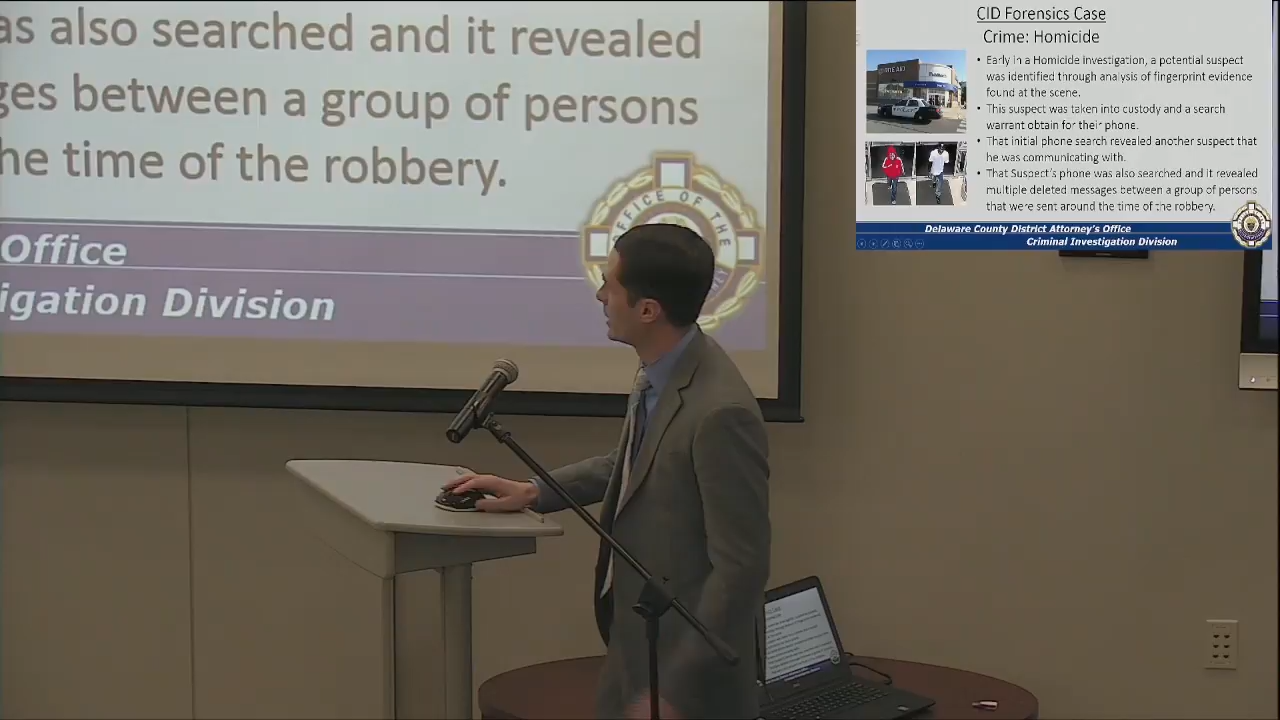 as also searched and it revealed
ges between a group of persons
he time of the robbery.
OFFICE OF THE
Office
igation Division
CID Forensics Case
Crime: Homicide
• Early in a Homicide investigation, a potential suspect
was identified through analysis of fingerprint evidence
found at the scene.
• This suspect was taken into custody and a search
warrant obtain for their phone.
• That initial phone search revealed another suspect that
he was communicating with.
• That Suspect's phone was also searched and it revealed
multiple deleted messages between a group of persons
that were sent around the time of the robbery.
Delaware County District Attorney's Office
Criminal Investigation Division